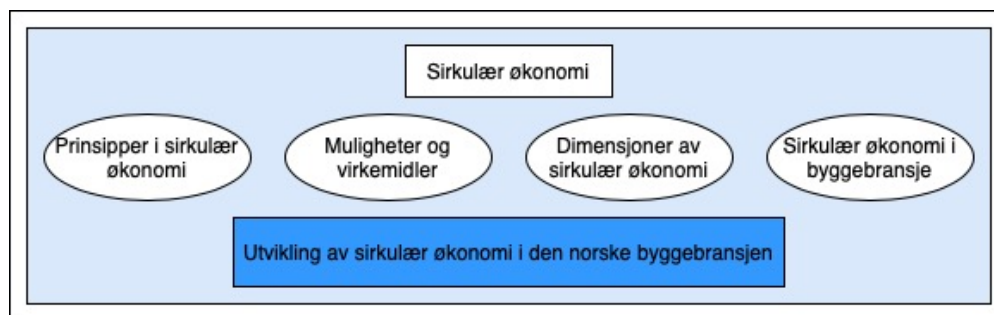 Sirkulær økonomi
Prinsipper i sirkulær
økonomi
Muligheter og
virkemidler
Dimensjoner av
sirkulær økonomi
Sirkulær økonomi i
byggebransje
Utvikling av sirkulær økonomi i den norske byggebransjen